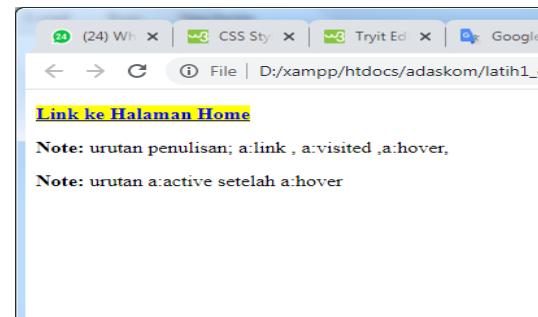 24 (24) Wh CSS Sty Tryit Ed Google
File D:/xampp/htdocs/adaskom/latih1_
Link ke Halaman Home
Note: urutan penulisan; a:link , a:visited ,a:hover,
Note: urutan a:active setelah a:hover